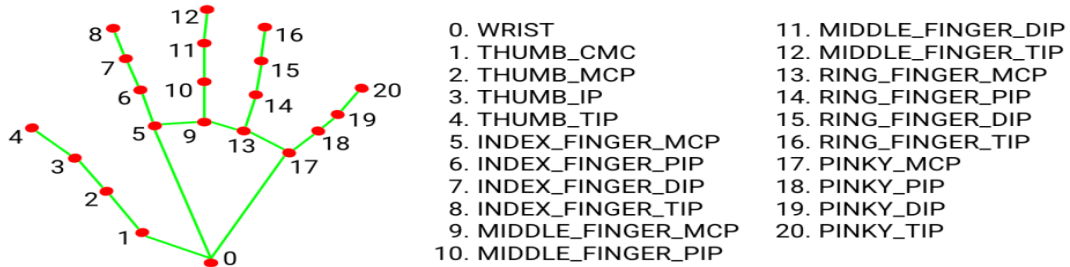 12
8
16
11
7
15
10
20
6
14
19
5
9
13
18
4
17
3
2
1
0
0. WRIST
1. THUMB_CMC
2. THUMB_MCP
3. THUMB_IP
4. THUMB_TIP
5. INDEX_FINGER_MCP
6. INDEX_FINGER_PIP
7. INDEX_FINGER_DIP
8. INDEX_FINGER_TIP
9. MIDDLE_FINGER_MCP
10. MIDDLE_FINGER_PIP
11. MIDDLE_FINGER_DIP
12. MIDDLE_FINGER_TIP
13. RING_FINGER_MCP
14. RING_FINGER_PIP
15. RING_FINGER_DIP
16. RING_FINGER_TIP
17. PINKY_MCP
18. PINKY_PIP
19. PINKY_DIP
20. PINKY_TIP